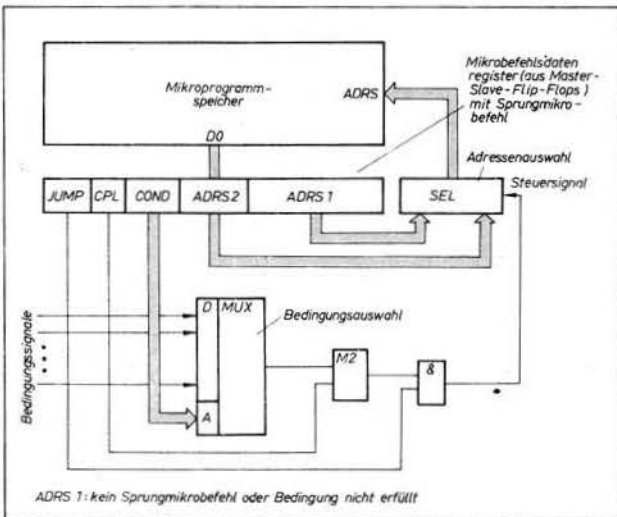 Mikroprogramm-
speicher
ADRS
DO
Mikrobefehlsdaten
register (aus Master-
Slave-Flip-Flops)
mit Sprungmikro-
befehl
Adressenauswahl
JUMP
CPL
COND
ADRS 2
ADRS 1
SEL
Steuersignal
Bedingungssignale
D
MUX
A
Bedingungsauswahl
M2
&
ADRS 1: kein Sprungmikrobefehl oder Bedingung nicht erfüllt